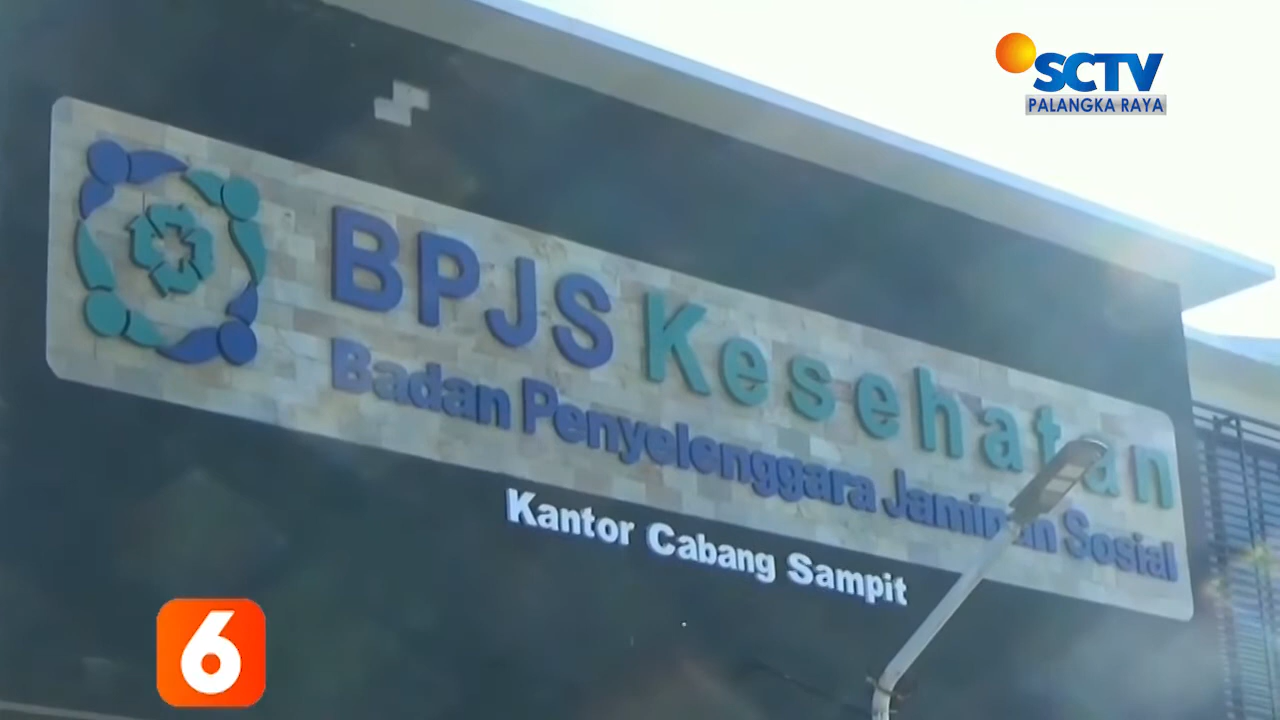 SCTV
PALANGKA RAYA
BPJS Kesehatan
Badan Penyelenggara Jaminan Sosial
Kantor Cabang Sampit
6